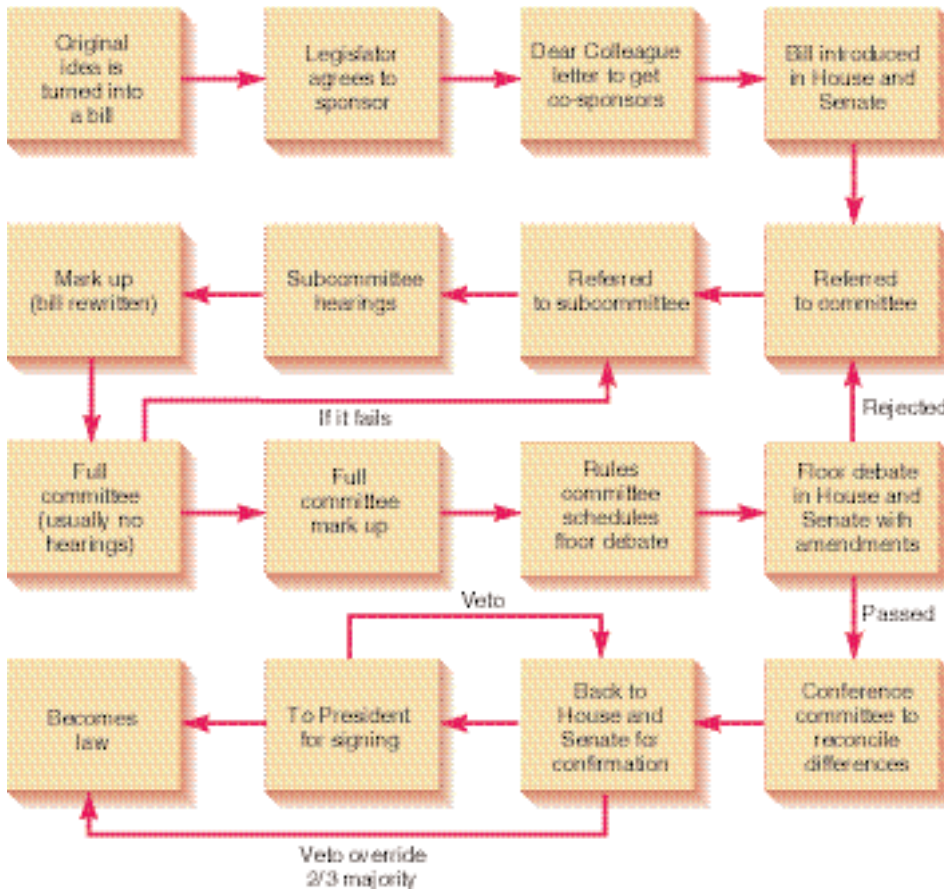 Original
idea is
turned into
a bill
Legislator
agrees to
sponsor
Dear Colleague
letter to get
co-sponsors
Bill introduced
in House and
Senate
Mark up
(bill rewritten)
Subcommittee
hearings
Referred
to subcommittee
Referred
to committee
If it fails
Rejected
Full
committee
(usually no
hearings)
Full
committee
mark up
Rules
committee
schedules
floor debate
Floor debate
in House and
Senate with
amendments
Veto
Passed
Becomes
law
To President
for signing
Back to
House and
Senate for
confirmation
Conference
committee to
reconcile
differences
Veto override
2/3 majority